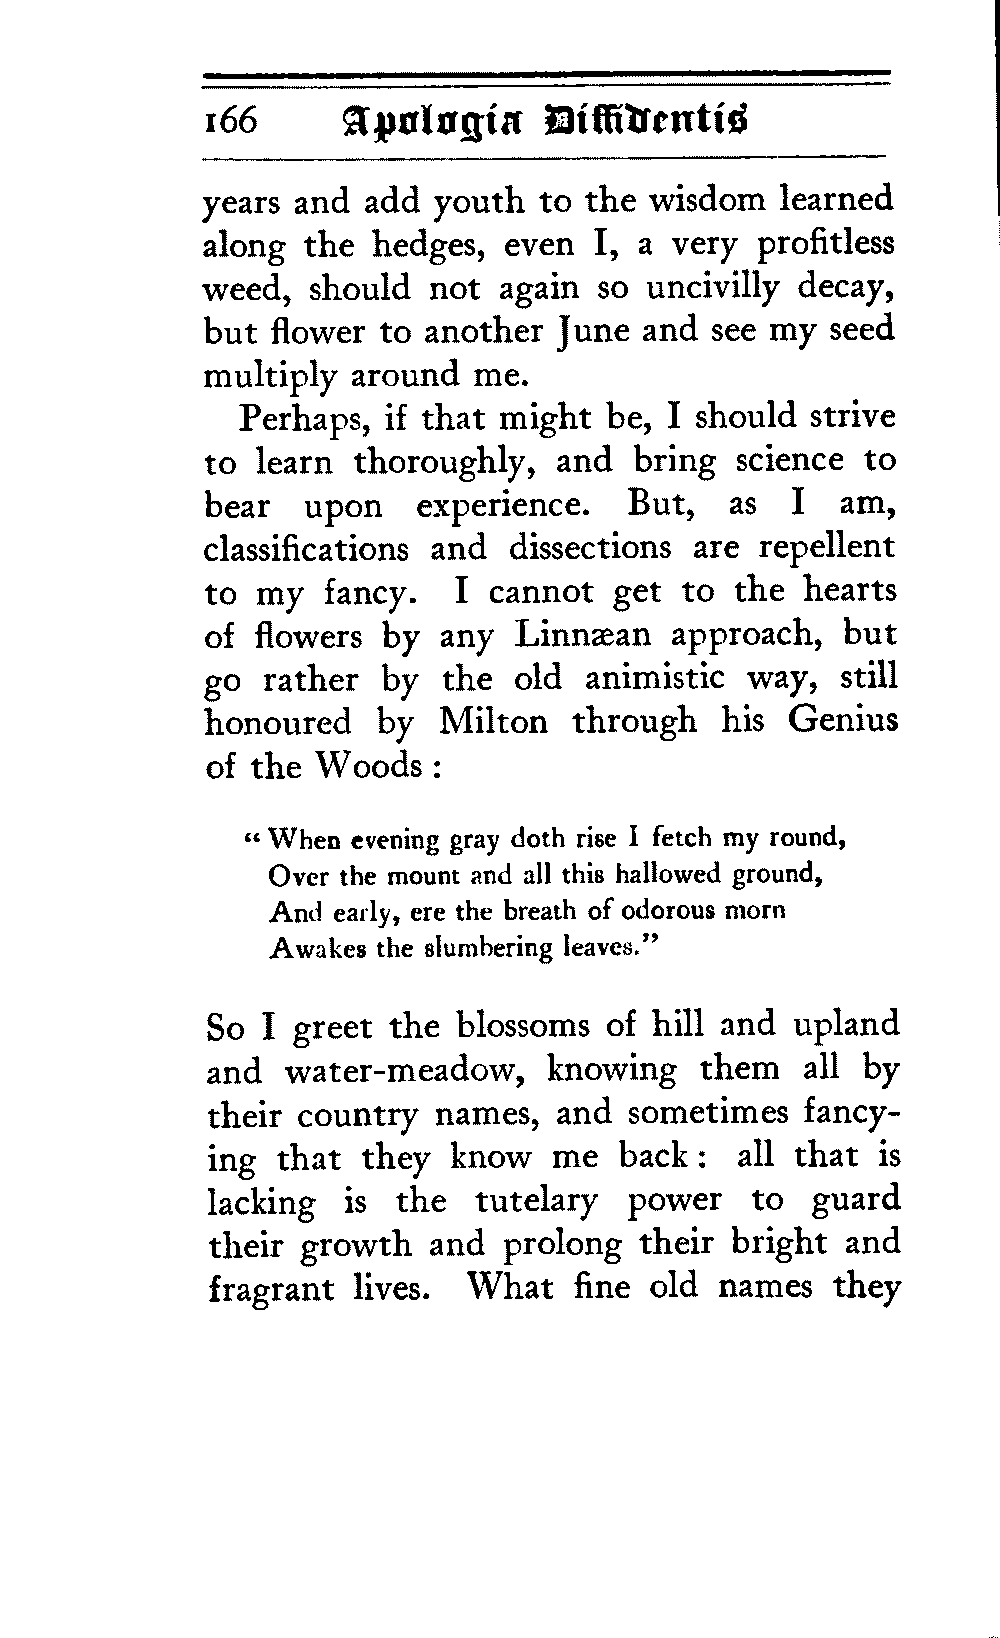 166 Apologia Diffidentis
years and add youth to the wisdom learned
along the hedges, even I, a very profitless
weed, should not again so uncivilly decay,
but flower to another June and see my seed
multiply around me.
Perhaps, if that might be, I should strive
to learn thoroughly, and bring science to
bear upon experience. But, as I am,
classifications and dissections are repellent
to my fancy. I cannot get to the hearts
of flowers by any Linnæan approach, but
go rather by the old animistic way, still
honoured by Milton through his Genius
of the Woods :
“ When evening gray doth rise I fetch my round,
Over the mount and all this hallowed ground,
And early, ere the breath of odorous morn
Awakes the slumbering leaves.”
So I greet the blossoms of hill and upland
and water-meadow, knowing them all by
their country names, and sometimes fancy-
ing that they know me back : all that is
lacking is the tutelary power to guard
their growth and prolong their bright and
fragrant lives. What fine old names they